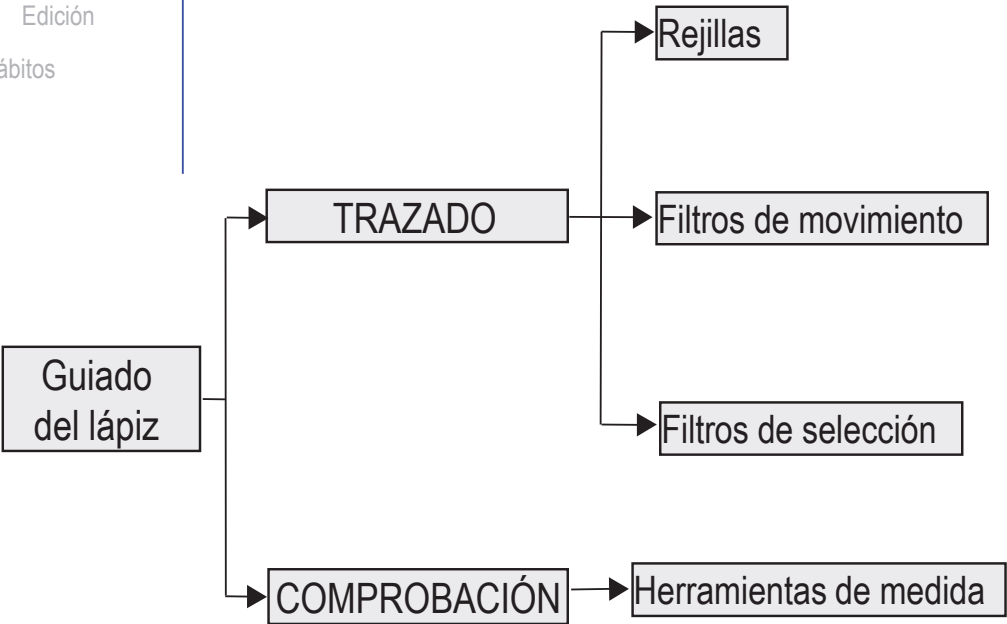 Edición
ábitos
Rejillas
TRAZADO
Filtros de movimiento
Guiado
del lápiz
Filtros de selección
COMPROBACIÓN
Herramientas de medida